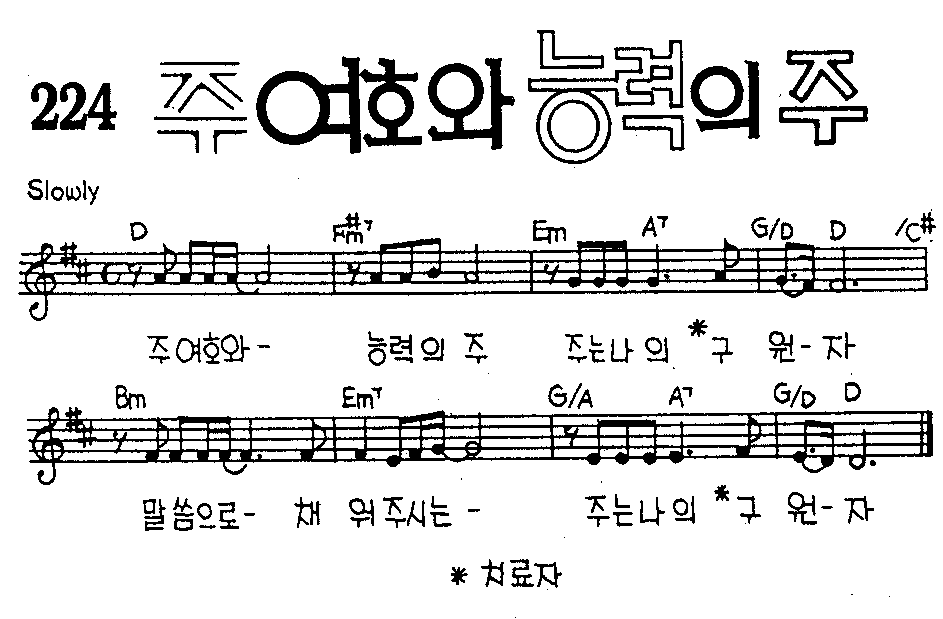 224 주 여호와 능력의 주
Slowly
D F#m7 Em A7 G/D D /C#
주여호와- 능력의 주 주는나의 *구 원-자
Bm Em7 G/A A7 G/D D
말씀으로- 채 워주시는- 주는나의 *구 원-자
* 치료자